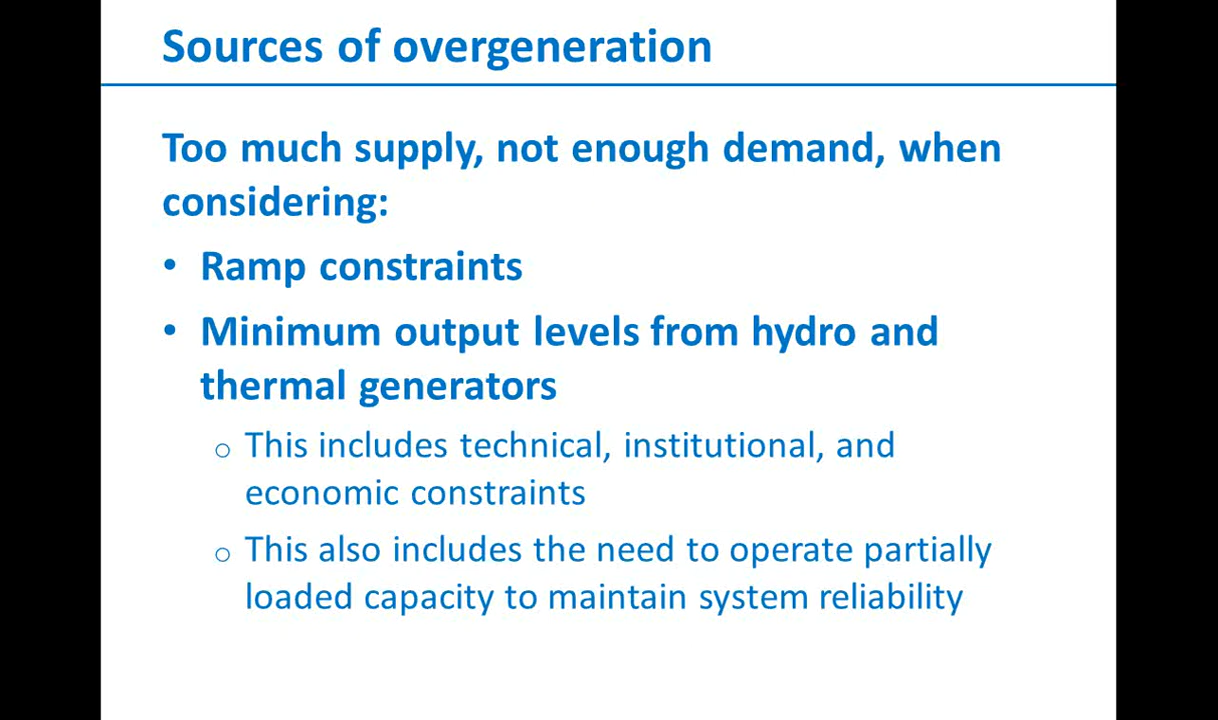 Sources of overgeneration
Too much supply, not enough demand, when
considering:
• Ramp constraints
• Minimum output levels from hydro and
thermal generators
o This includes technical, institutional, and
economic constraints
o This also includes the need to operate partially
loaded capacity to maintain system reliability